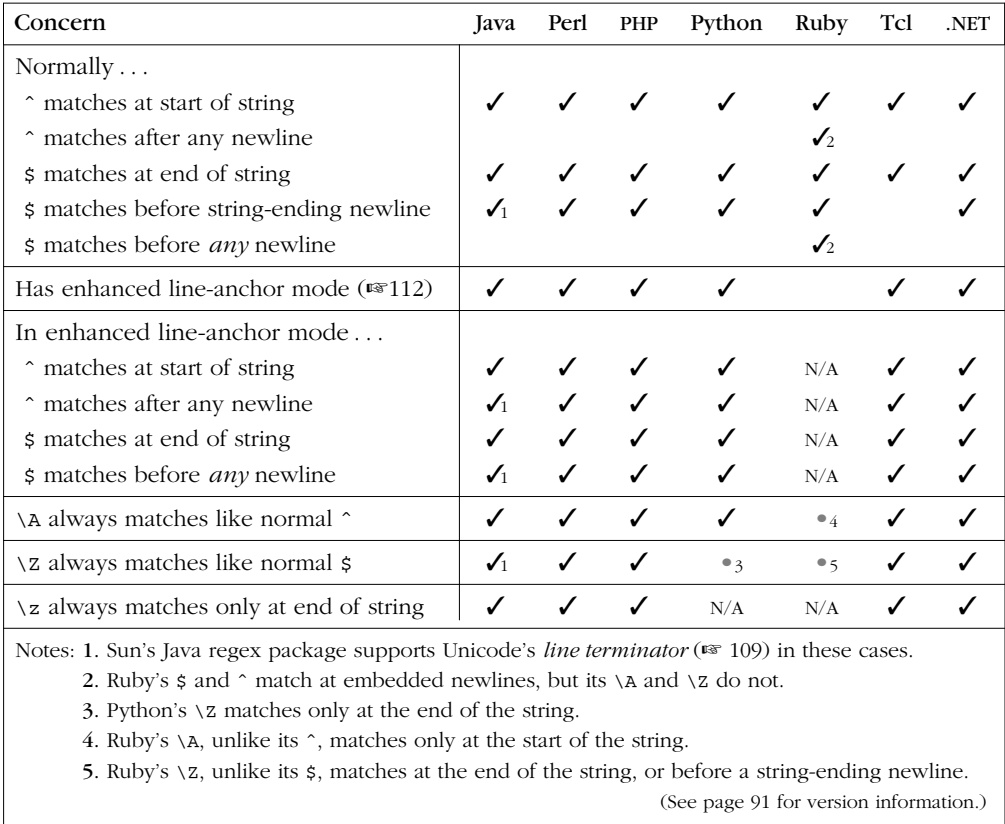 Concern Java Perl PHP Python Ruby Tcl .NET
Normally . . .
^ matches at start of string ✓ ✓ ✓ ✓ ✓ ✓ ✓
^ matches after any newline ✓2
$ matches at end of string ✓ ✓ ✓ ✓ ✓ ✓ ✓
$ matches before string-ending newline ✓1 ✓ ✓ ✓ ✓ ✓
$ matches before any newline ✓2
Has enhanced line-anchor mode (☞112) ✓ ✓ ✓ ✓ ✓ ✓
In enhanced line-anchor mode . . .
^ matches at start of string ✓ ✓ ✓ ✓ N/A ✓ ✓
^ matches after any newline ✓1 ✓ ✓ ✓ N/A ✓ ✓
$ matches at end of string ✓ ✓ ✓ ✓ N/A ✓ ✓
$ matches before any newline ✓1 ✓ ✓ ✓ N/A ✓ ✓
\A always matches like normal ^ ✓ ✓ ✓ ✓ •4 ✓ ✓
\Z always matches like normal $ ✓1 ✓ ✓ •3 •5 ✓ ✓
\z always matches only at end of string ✓ ✓ ✓ N/A N/A ✓ ✓
Notes: 1. Sun's Java regex package supports Unicode's line terminator (☞ 109) in these cases.
2. Ruby's $ and ^ match at embedded newlines, but its \A and \Z do not.
3. Python's \Z matches only at the end of the string.
4. Ruby's \A, unlike its ^, matches only at the start of the string.
5. Ruby's \Z, unlike its $, matches at the end of the string, or before a string-ending newline.
(See page 91 for version information.)